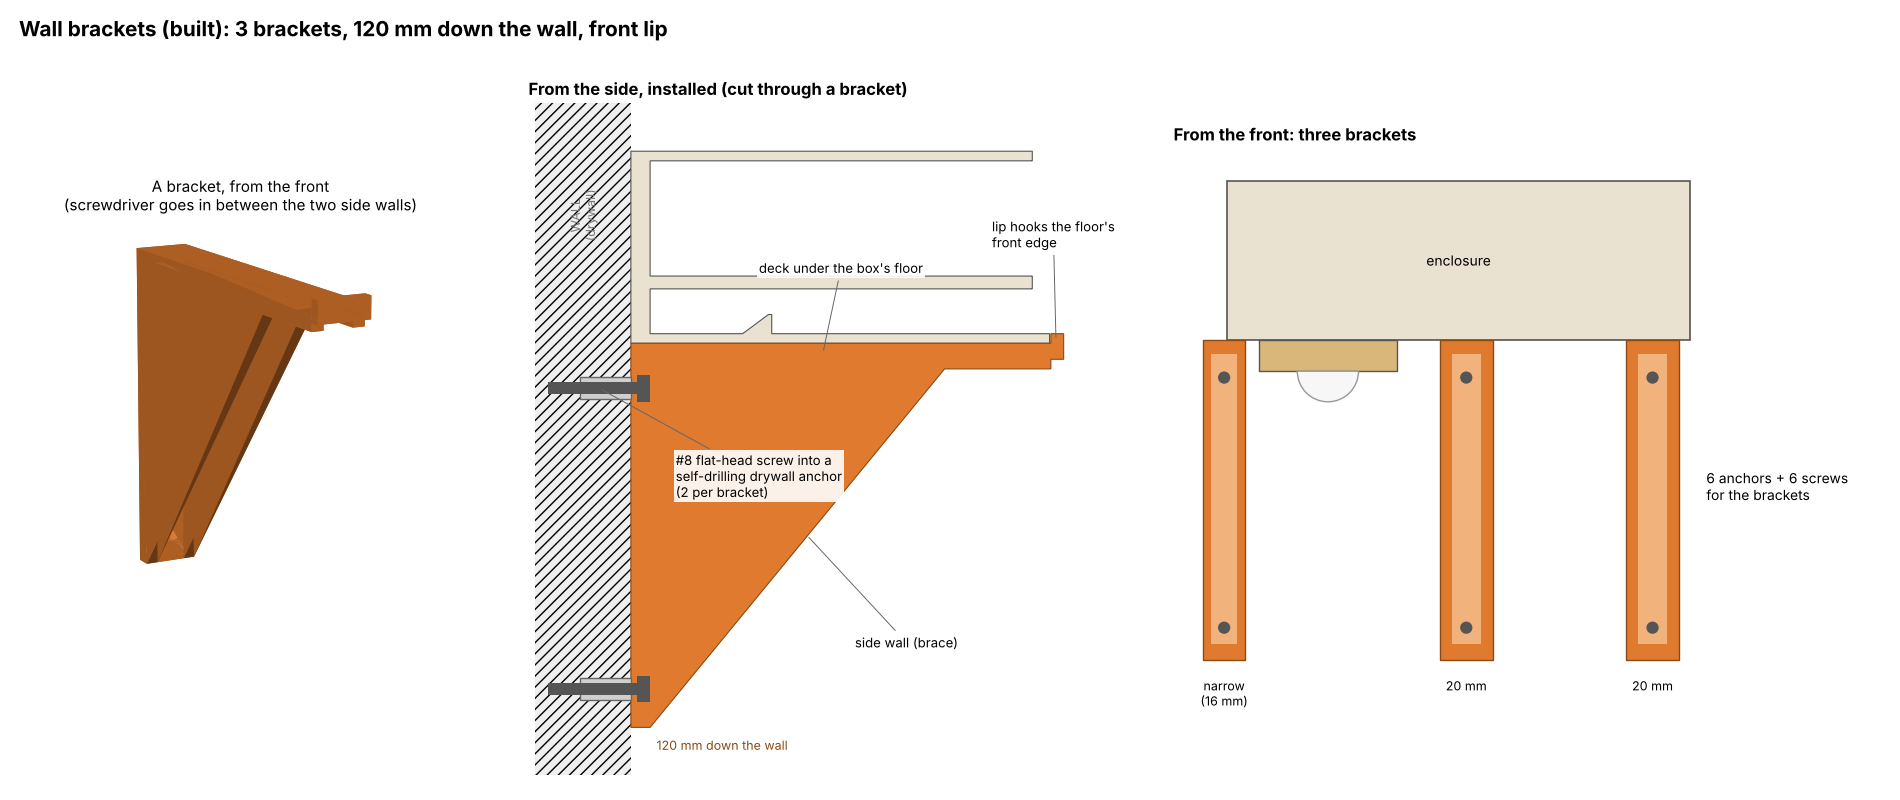 Wall brackets (built): 3 brackets, 120 mm down the wall, front lip
A bracket, from the front
(screwdriver goes in between the two side walls)
From the side, installed (cut through a bracket)
WALL
(drywall)
deck under the box's floor
lip hooks the floor's
front edge
#8 flat-head screw into a
self-drilling drywall anchor
(2 per bracket)
side wall (brace)
120 mm down the wall
From the front: three brackets
enclosure
6 anchors + 6 screws
for the brackets
narrow
(16 mm)
20 mm
20 mm